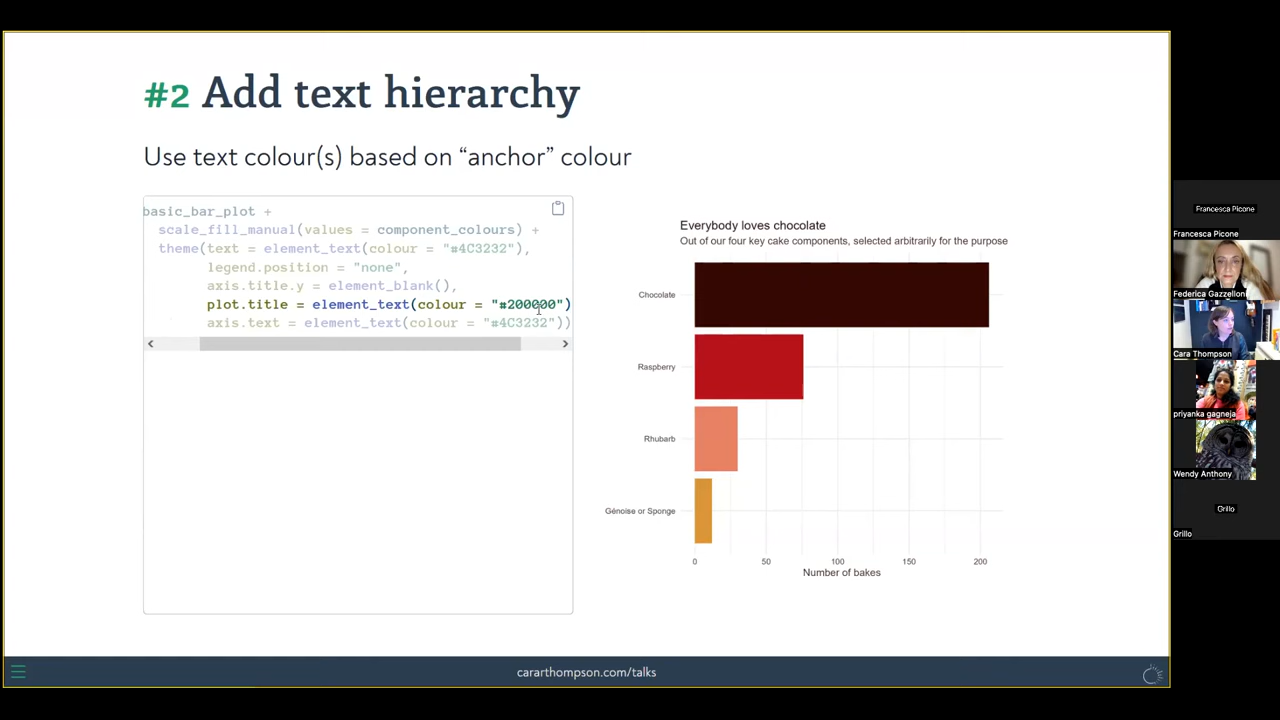 #2 Add text hierarchy
Use text colour(s) based on “anchor” colour
basic_bar_plot +
scale_fill_manual(values = component_colours) +
theme(text = element_text(colour = "#4C3232"),
legend.position = "none",
axis.title.y = element_blank(),
plot.title = element_text(colour = "#200000")
axis.text = element_text(colour = "#4C3232"))
Everybody loves chocolate
Out of our four key cake components, selected arbitrarily for the purpose
Chocolate
Raspberry
Rhubarb
Génoise or Sponge
0 50 100 150 200
Number of bakes
cararthompson.com/talks
Francesca Picone
Francesca Picone
Federica Gazzelloni
Cara Thompson
priyanka gagneja
Wendy Anthony
Grillo
Grillo